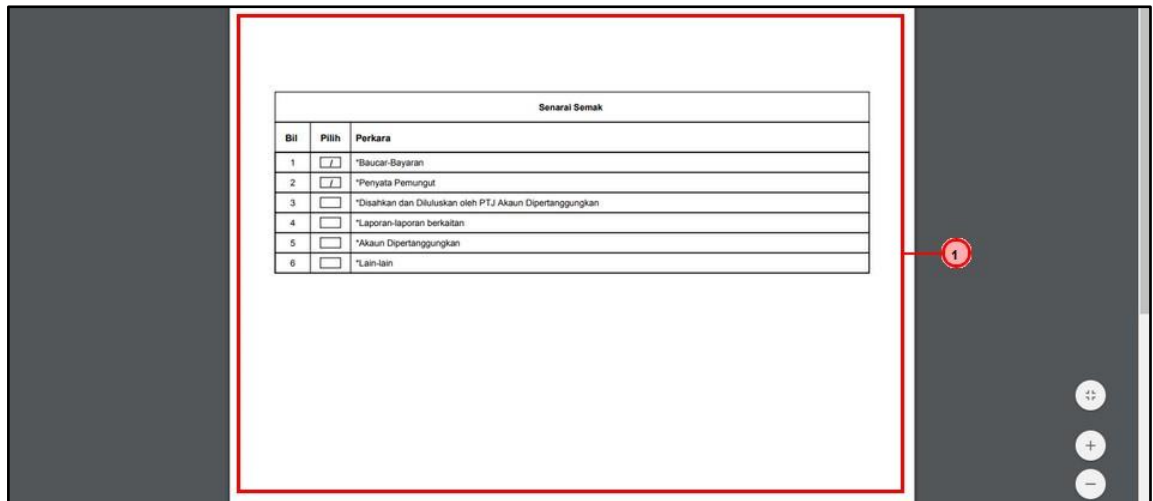 Senarai Semak
Bil Pilih Perkara
1 / *Baucar-Bayaran
2 / *Penyata Pemungut
3 *Disahkan dan Diluluskan oleh PTJ Akaun Dipertanggungkan
4 *Laporan-laporan berkaitan
5 *Akaun Dipertanggungkan
6 *Lain-lain
1